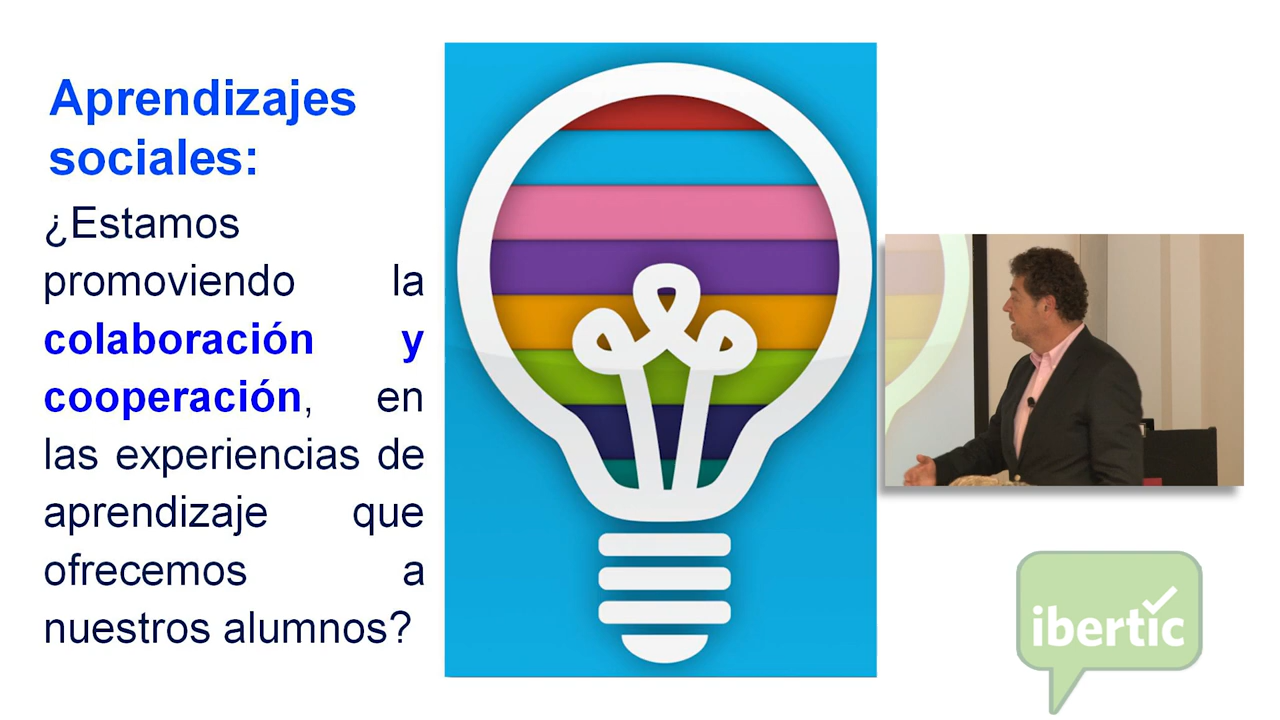 Aprendizajes
sociales:
¿Estamos
promoviendo la
colaboración y
cooperación, en
las experiencias de
aprendizaje que
ofrecemos a
nuestros alumnos?
ibertic